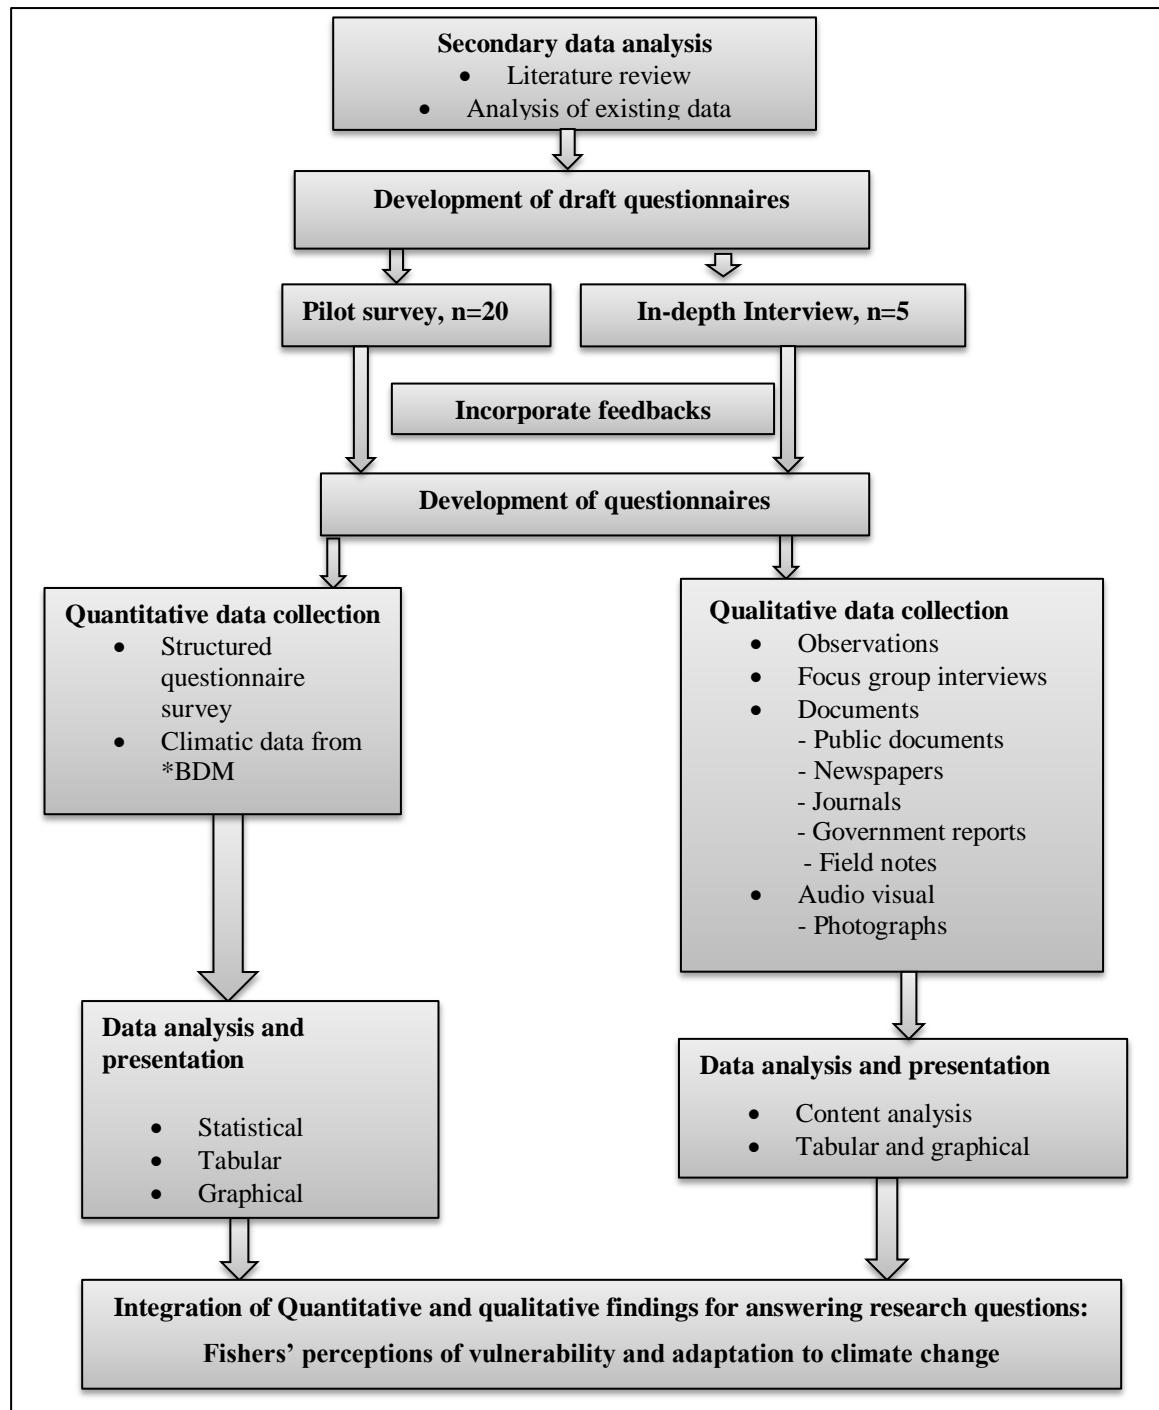 Secondary data analysis
• Literature review
• Analysis of existing data
Development of draft questionnaires
Pilot survey, n=20
In-depth Interview, n=5
Incorporate feedbacks
Development of questionnaires
Quantitative data collection
• Structured
questionnaire
survey
• Climatic data from
*BDM
Qualitative data collection
• Observations
• Focus group interviews
• Documents
- Public documents
- Newspapers
- Journals
- Government reports
- Field notes
• Audio visual
- Photographs
Data analysis and
presentation
• Statistical
• Tabular
• Graphical
Data analysis and presentation
• Content analysis
• Tabular and graphical
Integration of Quantitative and qualitative findings for answering research questions:
Fishers’ perceptions of vulnerability and adaptation to climate change